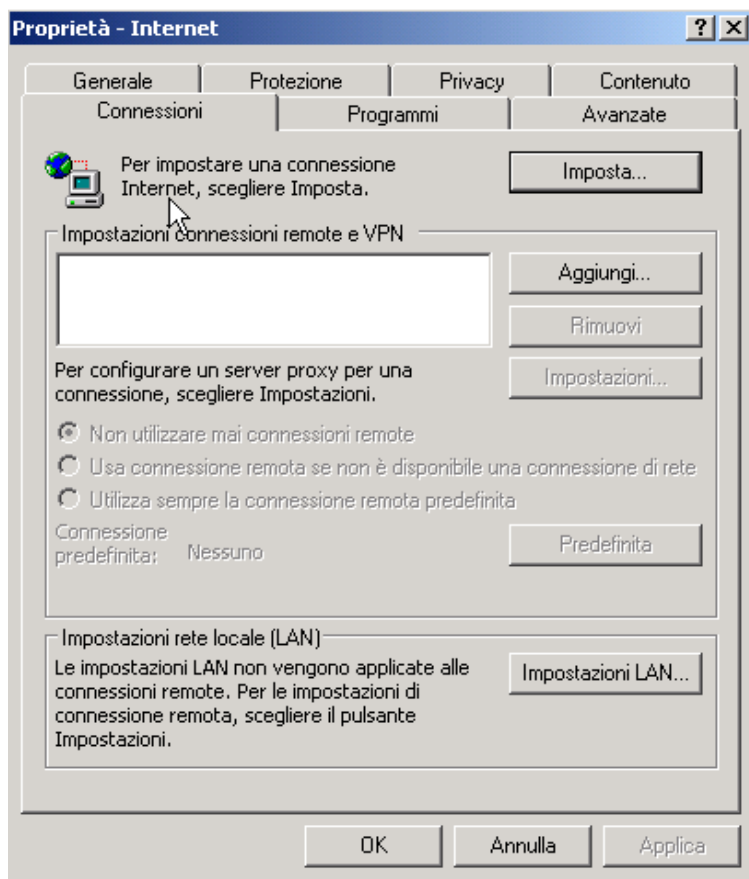 Proprietà - Internet
Generale Protezione Privacy Contenuto
Connessioni Programmi Avanzate
Per impostare una connessione
Internet, scegliere Imposta.
Imposta...
Impostazioni connessioni remote e VPN
Aggiungi...
Rimuovi
Per configurare un server proxy per una
connessione, scegliere Impostazioni.
Impostazioni...
Non utilizzare mai connessioni remote
Usa connessione remota se non è disponibile una connessione di rete
Utilizza sempre la connessione remota predefinita
Connessione
predefinita: Nessuno
Predefinita
Impostazioni rete locale (LAN)
Le impostazioni LAN non vengono applicate alle
connessioni remote. Per le impostazioni di
connessione remota, scegliere il pulsante
Impostazioni.
Impostazioni LAN...
OK Annulla Applica